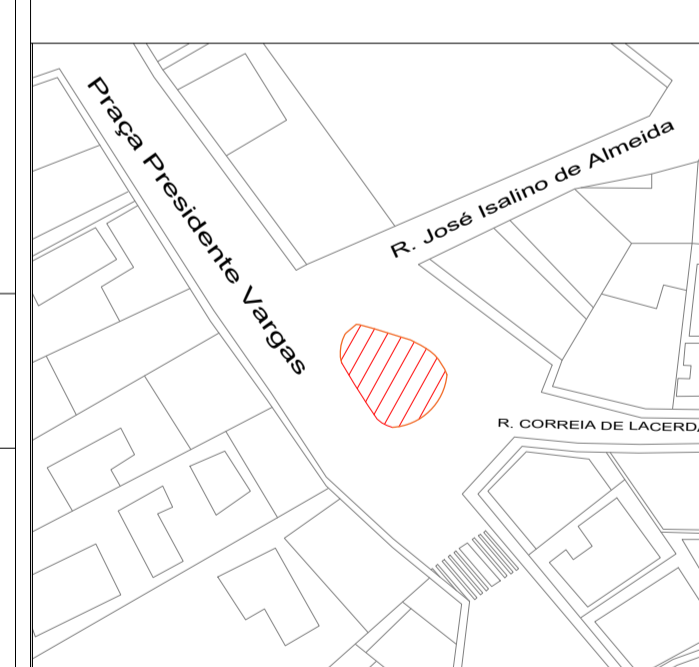 Praça Presidente Vargas
R. José Isalino de Almeida
R. CORREIA DE LACERDA